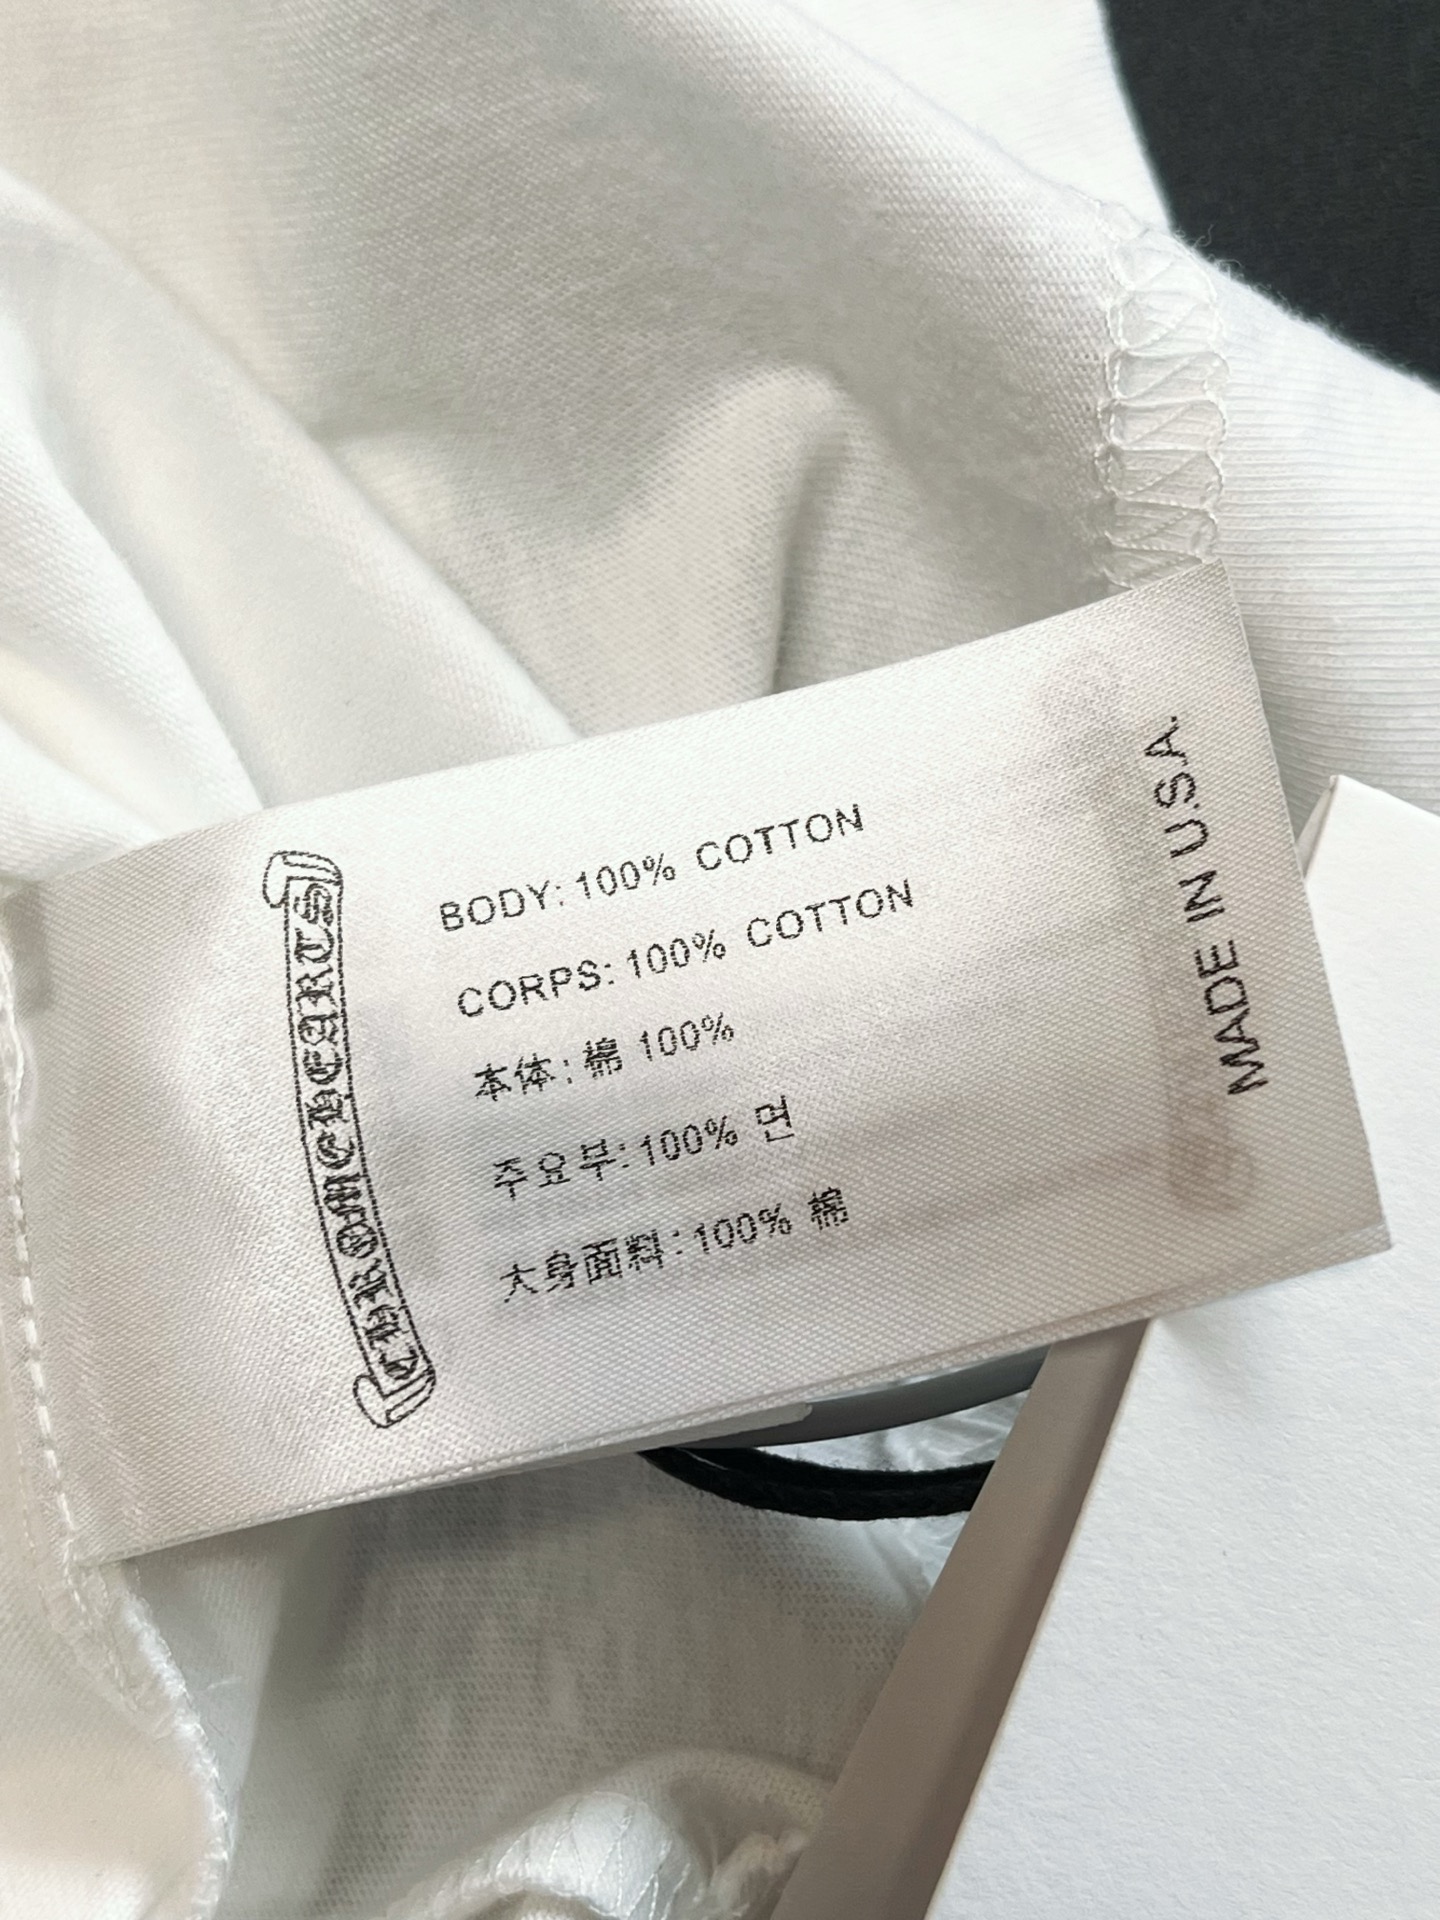 CHROME HEARTS
BODY: 100% COTTON
CORPS: 100% COTTON
本体: 棉 100%
주요부: 100% 면
大身面料: 100% 棉
MADE IN U.S.A.